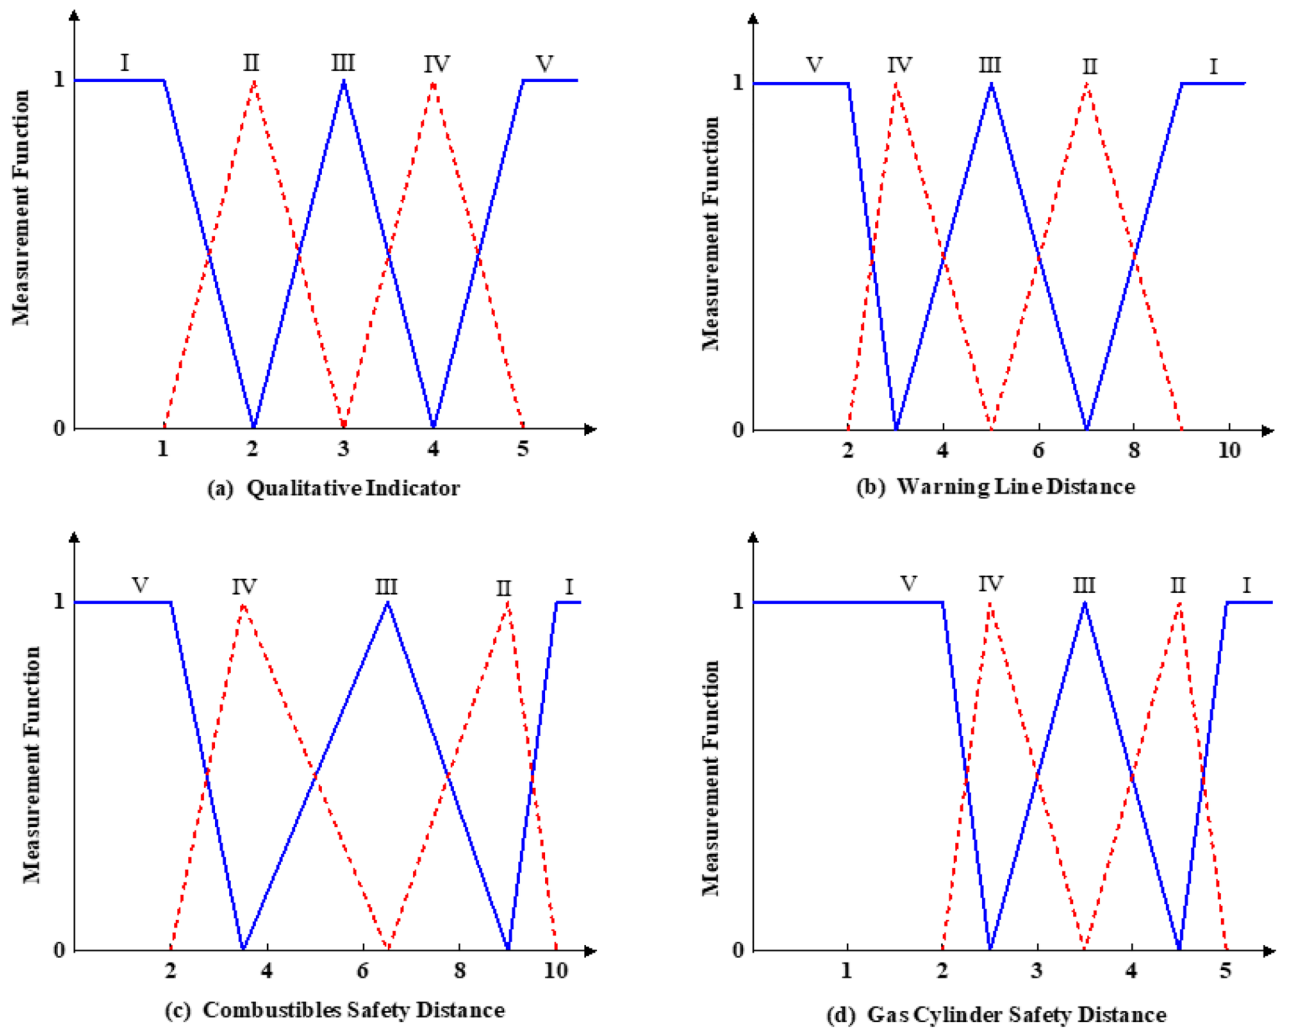 I II III IV V
1
Measurement Function
0
1 2 3 4 5
(a) Qualitative Indicator
V IV III II I
1
Measurement Function
0
2 4 6 8 10
(b) Warning Line Distance
V IV III II I
1
Measurement Function
0
2 4 6 8 10
(c) Combustibles Safety Distance
V IV III II I
1
Measurement Function
0
1 2 3 4 5
(d) Gas Cylinder Safety Distance